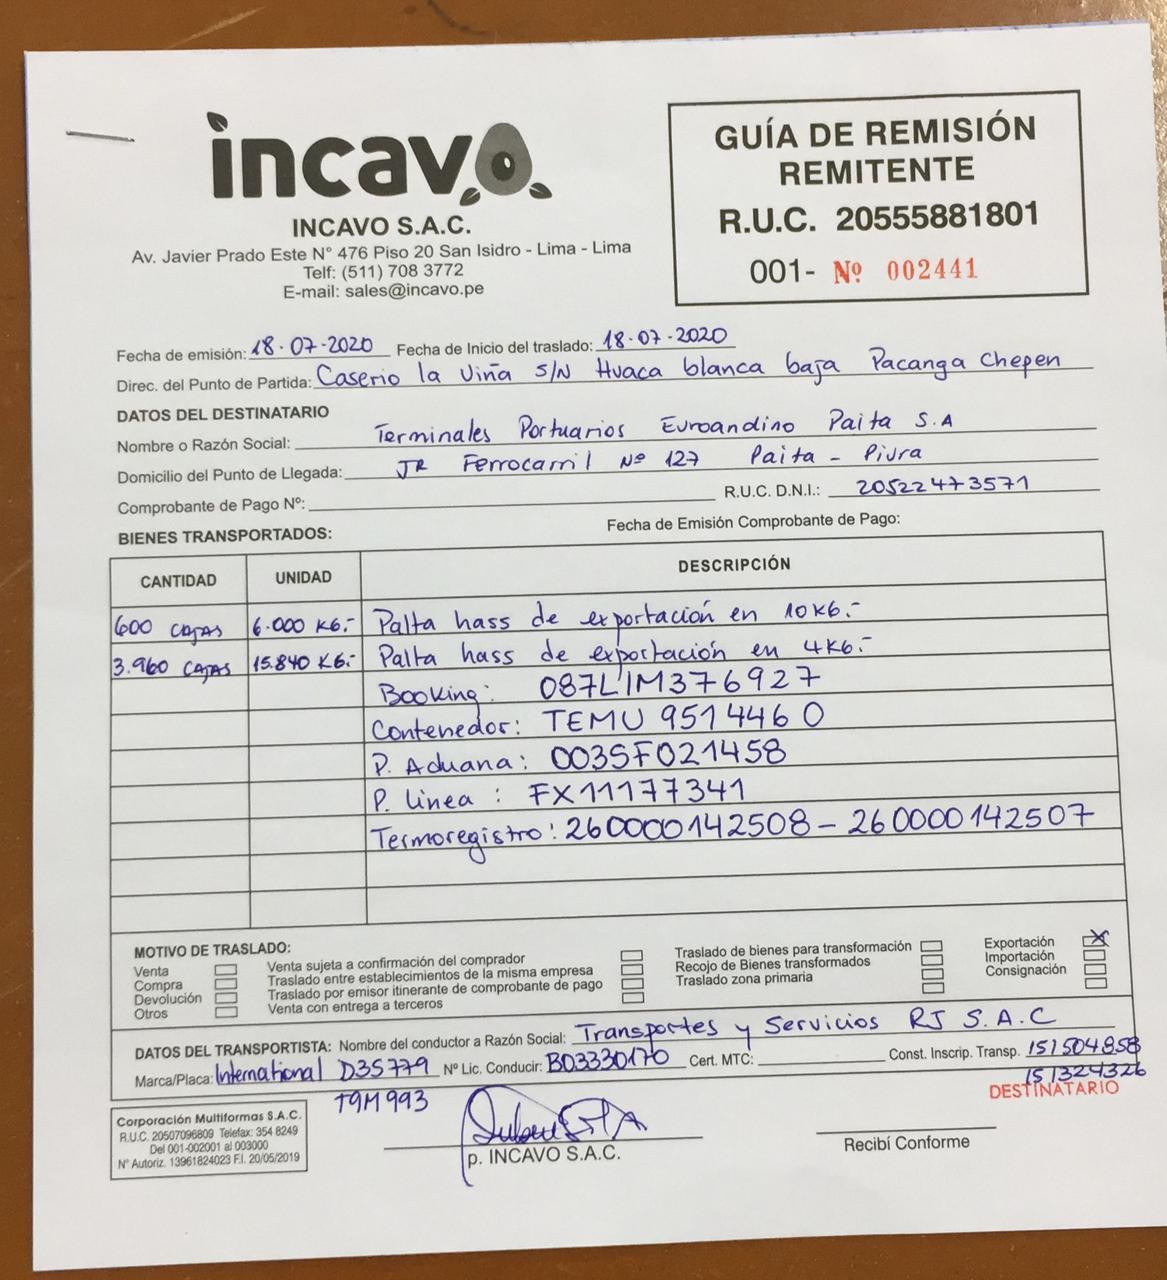 incavo
INCAVO S.A.C.
Av. Javier Prado Este N° 476 Piso 20 San Isidro - Lima - Lima
Telf: (511) 708 3772
E-mail: sales@incavo.pe
GUÍA DE REMISIÓN
REMITENTE
R.U.C. 20555881801
001- Nº 002441
Fecha de emisión: 18-07-2020 Fecha de Inicio del traslado: 18-07-2020
Direc. del Punto de Partida: Caserio la Viña S/N Huaca blanca baja Pacanga Chepen
DATOS DEL DESTINATARIO
Nombre o Razón Social: Terminales Portuarios Euroandino Paita S.A
Domicilio del Punto de Llegada: JR Ferrocarril Nº 127 Paita - Piura
Comprobante de Pago Nº: R.U.C. D.N.I.: 20522473571
BIENES TRANSPORTADOS: Fecha de Emisión Comprobante de Pago:
CANTIDAD UNIDAD DESCRIPCIÓN
600 CAJAS 6.000 KG.- Palta hass de exportación en 10KG.-
3.960 CAJAS 15.840 KG.- Palta hass de exportación en 4KG.-
Booking: 087LIM376927
Contenedor: TEMU 951446 0
P. Aduana: 003SF021458
P. linea : FX11177341
Termoregistro: 260000142508 - 260000142507
MOTIVO DE TRASLADO:
Venta
Compra
Devolución
Otros
Venta sujeta a confirmación del comprador
Traslado entre establecimientos de la misma empresa
Traslado por emisor itinerante de comprobante de pago
Venta con entrega a terceros
Traslado de bienes para transformación
Recojo de Bienes transformados
Traslado zona primaria
Exportación X
Importación
Consignación
DATOS DEL TRANSPORTISTA: Nombre del conductor a Razón Social: Transportes y Servicios RJ S.A.C
Marca/Placa: International D3S779 Nº Lic. Conducir: B03330170 Cert. MTC: Const. Inscrip. Transp. 151504858
T9M993 151324326
DESTINATARIO
Corporación Multiformas S.A.C.
R.U.C. 20507096809 Telefax: 354 8249
Del 001-002001 al 003000
N° Autoriz. 13961824023 F.I. 20/05/2019
p. INCAVO S.A.C.
Recibí Conforme